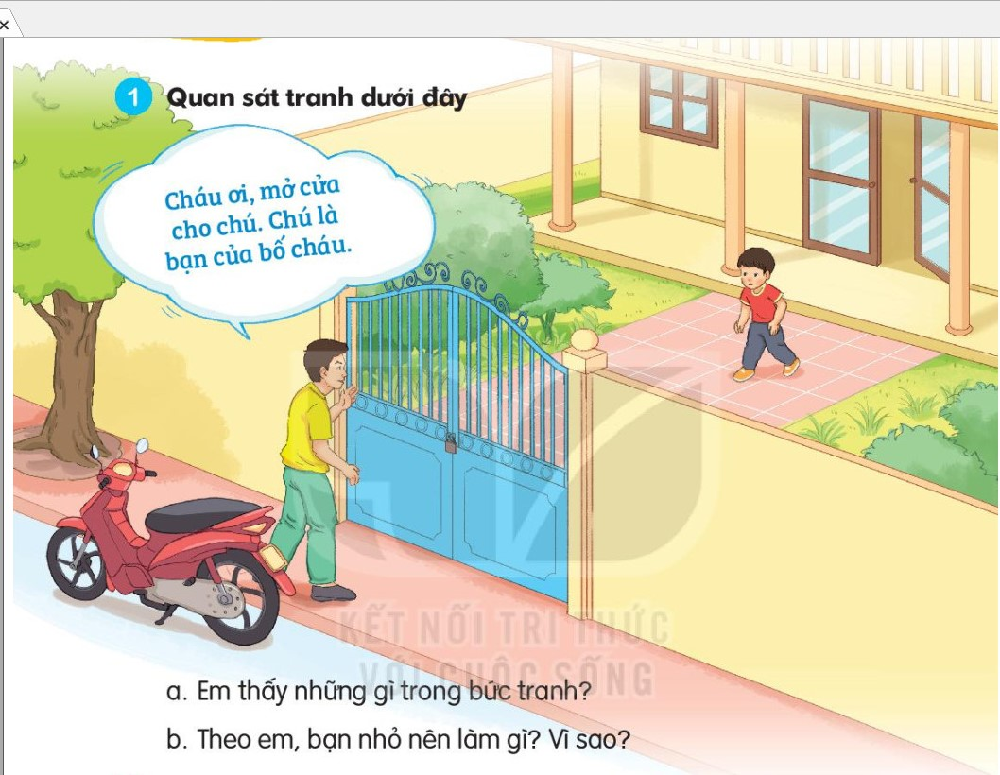 1 Quan sát tranh dưới đây
Cháu ơi, mở cửa
cho chú. Chú là
bạn của bố cháu.
KẾT NỐI TRI THỨC
VỚI CUỘC SỐNG
a. Em thấy những gì trong bức tranh?
b. Theo em, bạn nhỏ nên làm gì? Vì sao?